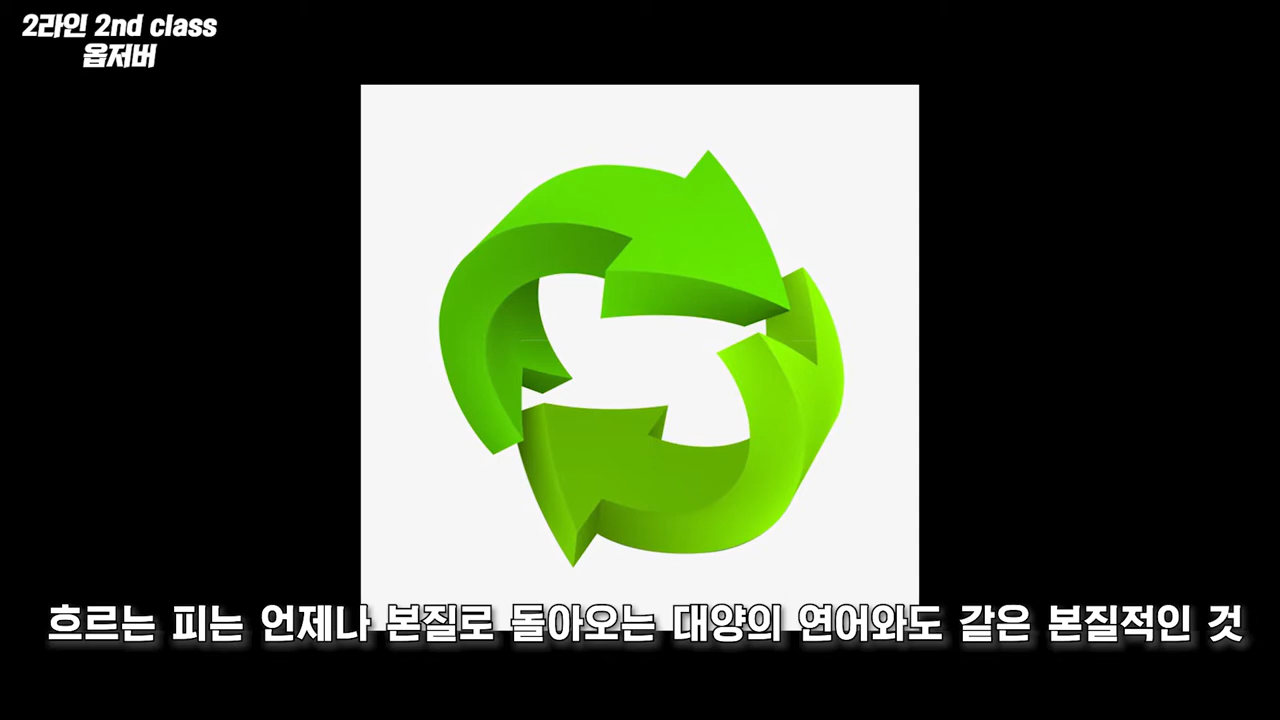 2라인 2nd class
옵저버
흐르는 피는 언제나 본질로 돌아오는 대양의 연어와도 같은 본질적인 것